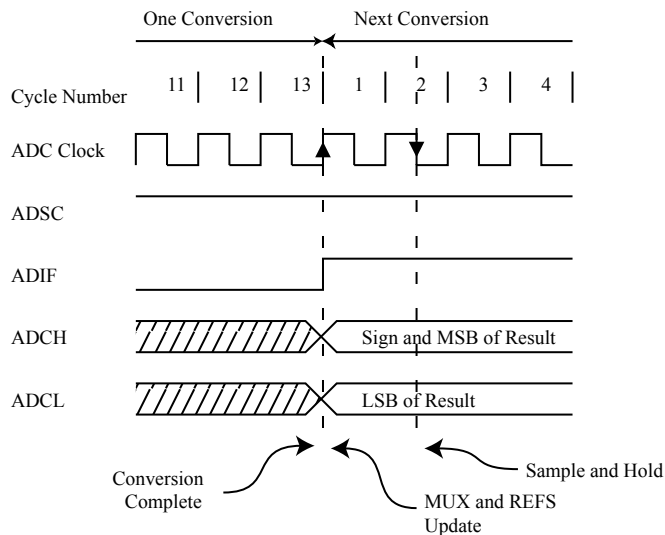 One Conversion
Next Conversion
Cycle Number
11
12
13
1
2
3
4
ADC Clock
ADSC
ADIF
ADCH
Sign and MSB of Result
ADCL
LSB of Result
Conversion
Complete
MUX and REFS
Update
Sample and Hold